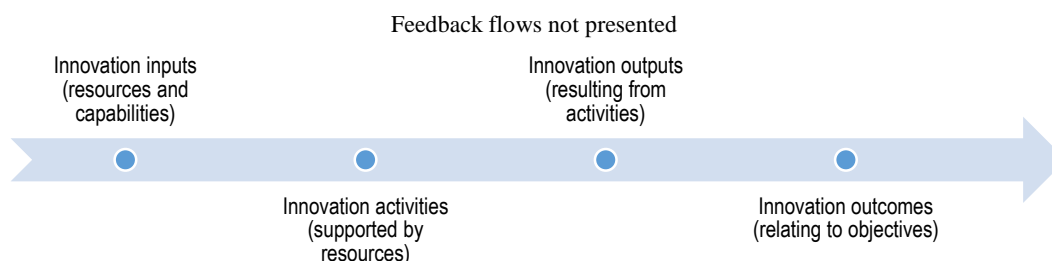 Feedback flows not presented
Innovation inputs
(resources and
capabilities)
Innovation outputs
(resulting from
activities)
Innovation activities
(supported by
resources)
Innovation outcomes
(relating to objectives)